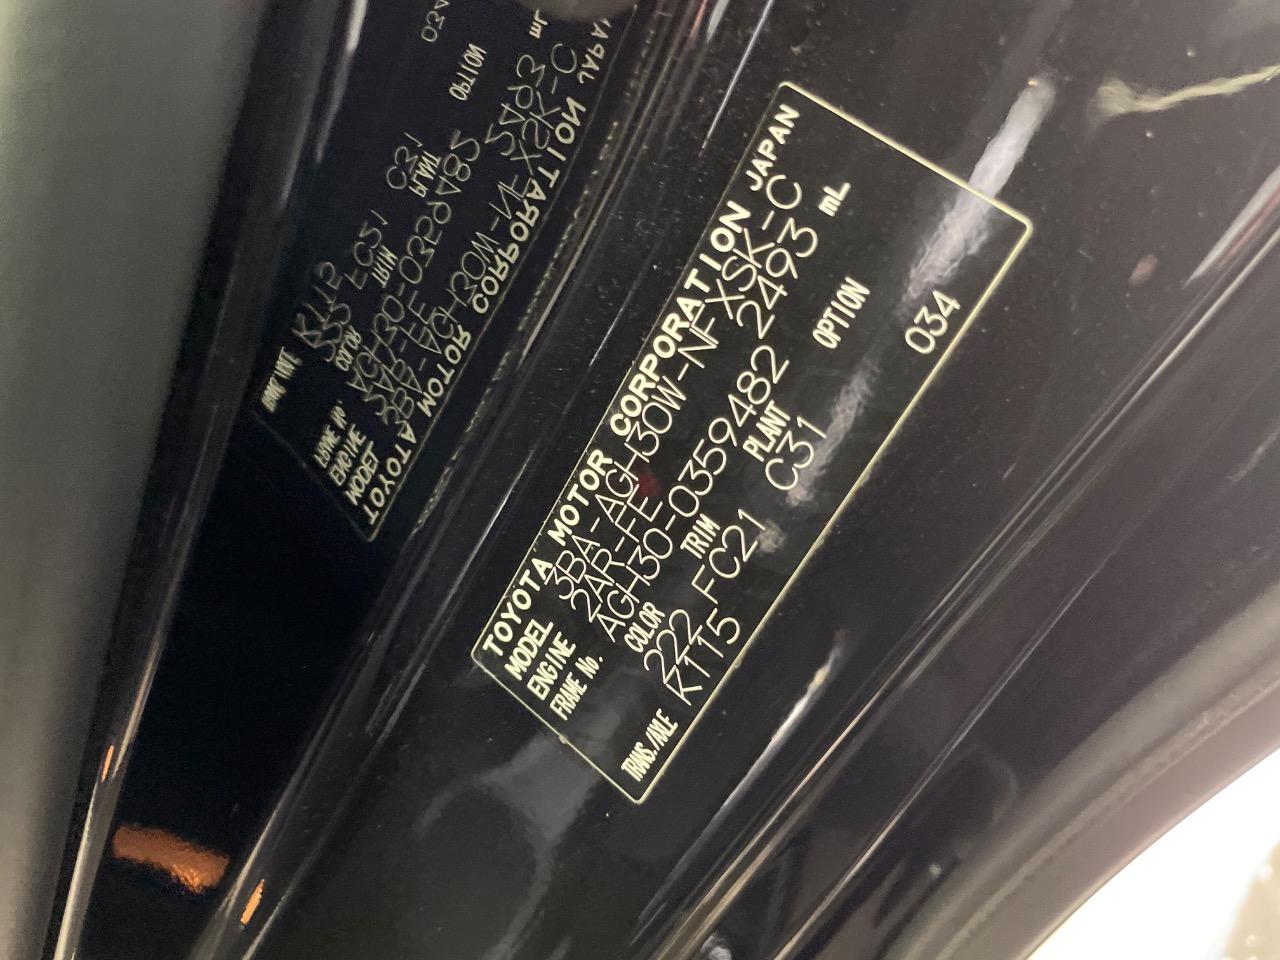 TOYOTA MOTOR CORPORATION JAPAN
MODEL 3BA-AGH30W-NFXSK-C
ENGINE 2AR-FE 2493 mL
FRAME No. AGH30-0359482
COLOR TRIM PLANT OPTION
222 FC21 C31 034
TRANS./AXLE K115